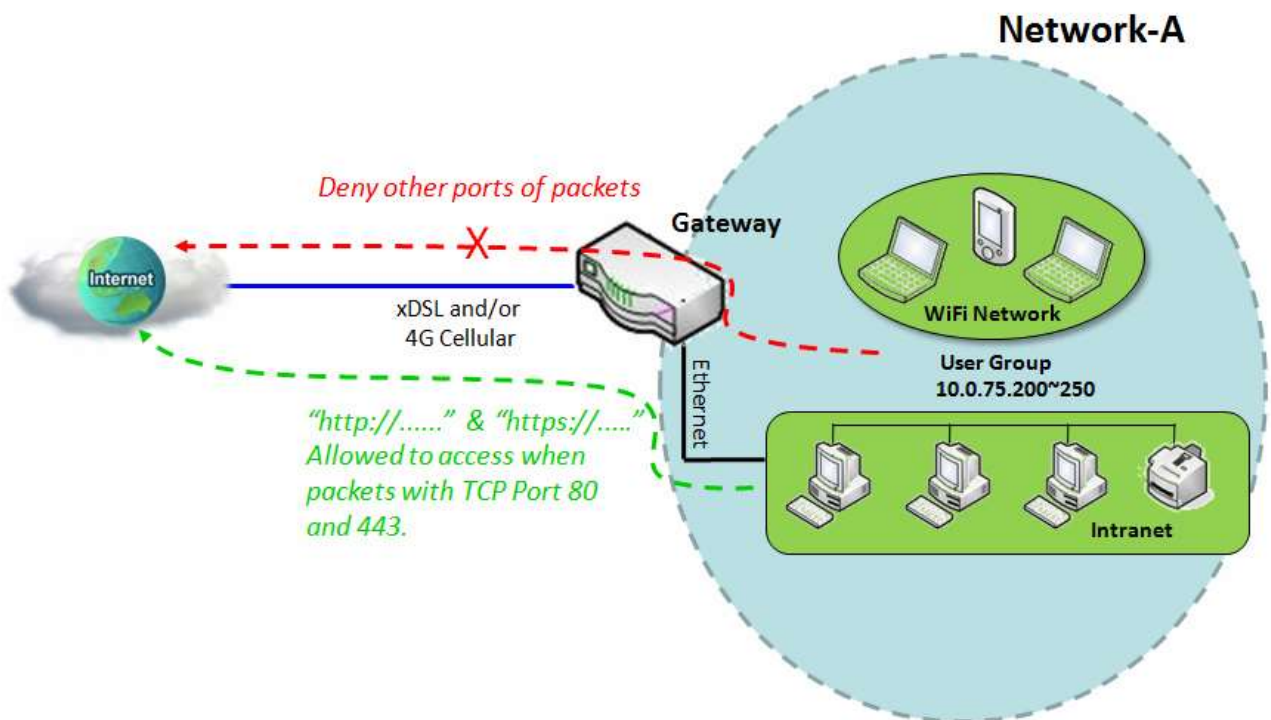 Network-A
Deny other ports of packets
X
Gateway
Internet
xDSL and/or
4G Cellular
WiFi Network
User Group
10.0.75.200~250
Ethernet
“http://......” & “https://.....”
Allowed to access when
packets with TCP Port 80
and 443.
Intranet